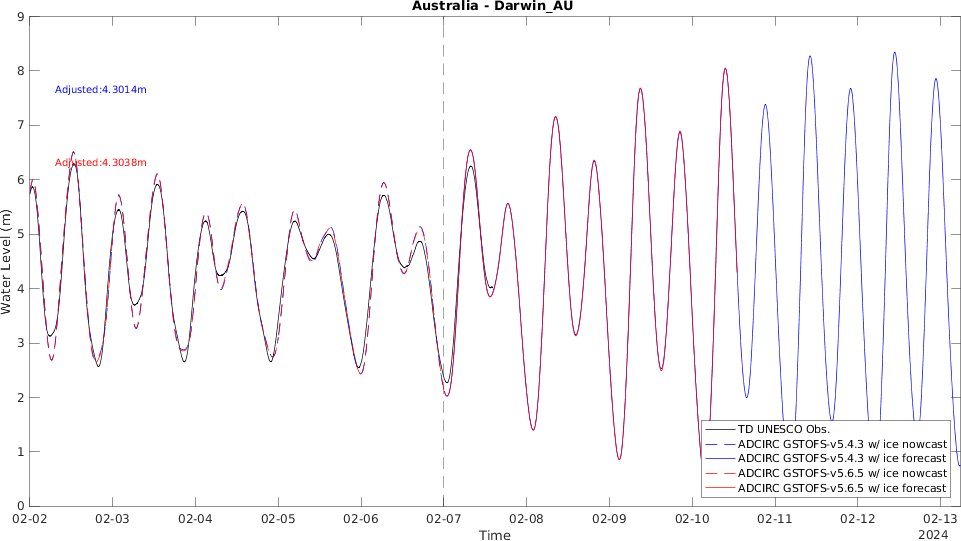 Australia - Darwin_AU
9
8
7
6
5
4
3
2
1
0
Water Level (m)
Adjusted:4.3014m
Adjusted:4.3038m
TD UNESCO Obs.
ADCIRC GSTOFS-v5.4.3 w/ ice nowcast
ADCIRC GSTOFS-v5.4.3 w/ ice forecast
ADCIRC GSTOFS-v5.6.5 w/ ice nowcast
ADCIRC GSTOFS-v5.6.5 w/ ice forecast
02-02 02-03 02-04 02-05 02-06 02-07 02-08 02-09 02-10 02-11 02-12 02-13
Time
2024